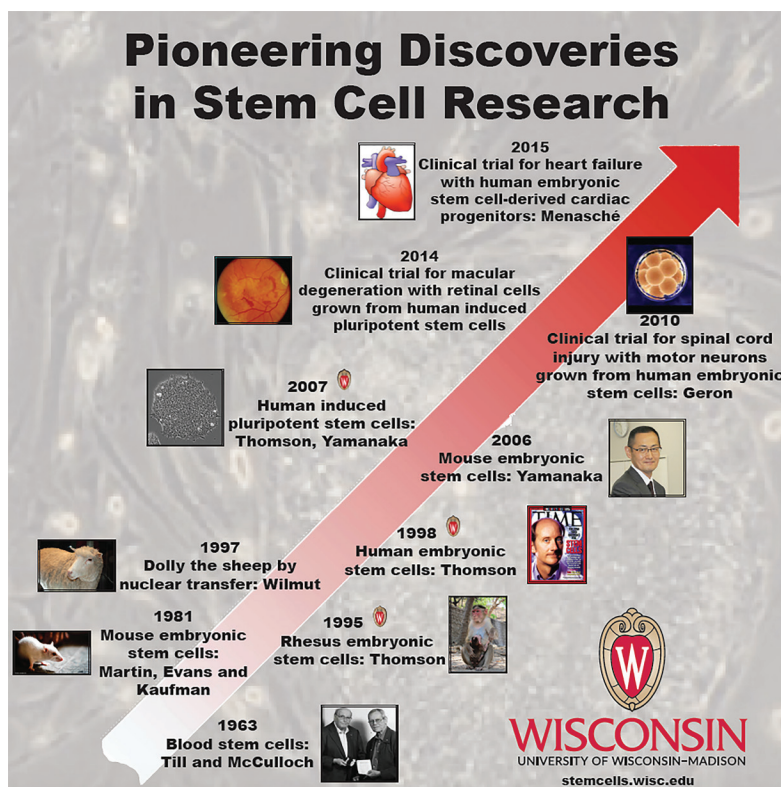 Pioneering Discoveries
in Stem Cell Research
2015
Clinical trial for heart failure
with human embryonic
stem cell-derived cardiac
progenitors: Menasché
2014
Clinical trial for macular
degeneration with retinal cells
grown from human induced
pluripotent stem cells
2010
Clinical trial for spinal cord
injury with motor neurons
grown from human embryonic
stem cells: Geron
2007
Human induced
pluripotent stem cells:
Thomson, Yamanaka
2006
Mouse embryonic
stem cells: Yamanaka
1998
Human embryonic
stem cells: Thomson
TIME
1997
Dolly the sheep by
nuclear transfer: Wilmut
1995
Rhesus embryonic
stem cells: Thomson
1981
Mouse embryonic
stem cells:
Martin, Evans and
Kaufman
1963
Blood stem cells:
Till and McCulloch
W
WISCONSIN
UNIVERSITY OF WISCONSIN–MADISON
stemcells.wisc.edu